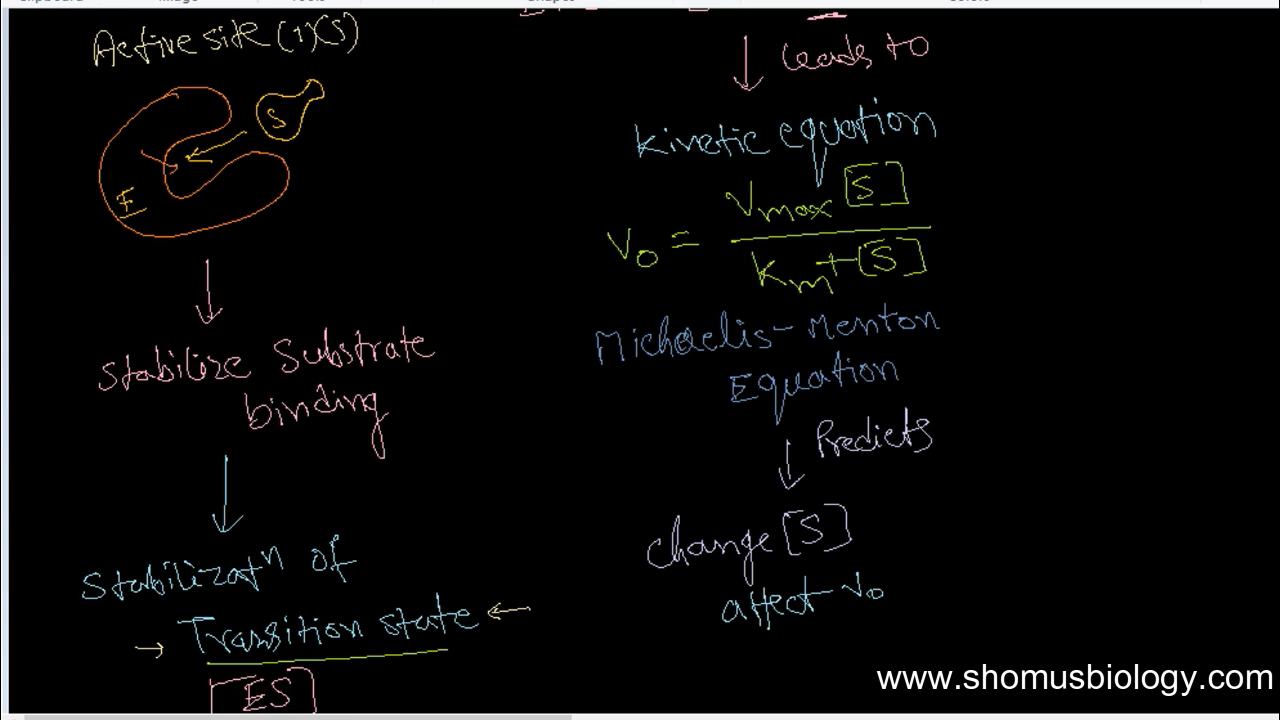 Active site (1)(S)
S
E
Stabilize Substrate
binding
Stabilizatⁿ of
→ Transition state ←
ES
leads to
Kinetic equation
V₀ = Vmax [S]
Km + [S]
Michaelis-Menton
Equation
Predicts
change [S]
affect V₀
www.shomusbiology.com